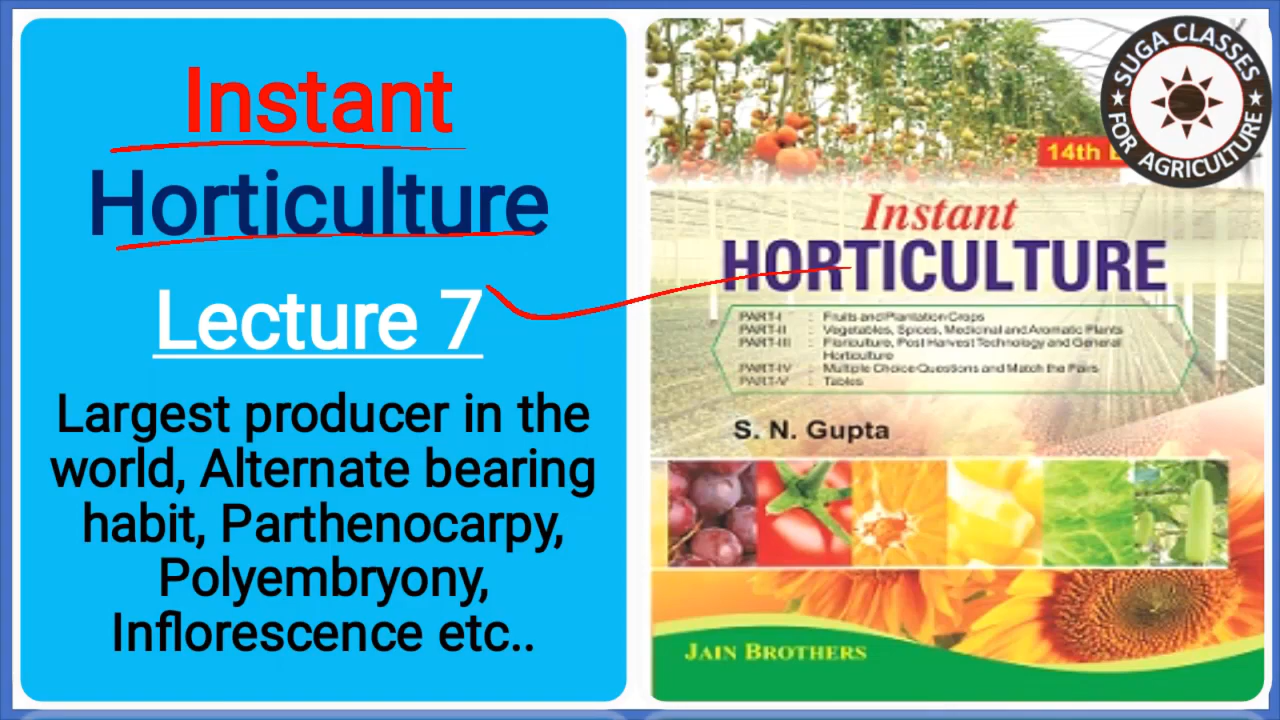 Instant
Horticulture
Lecture 7
Largest producer in the
world, Alternate bearing
habit, Parthenocarpy,
Polyembryony,
Inflorescence etc..
SUGA CLASSES
FOR AGRICULTURE
14th
Instant
HORTICULTURE
PART-I : Fruits and Plantation Crops
PART-II : Vegetables, Spices, Medicinal and Aromatic Plants
PART-III : Floriculture, Post Harvest Technology and General
Horticulture
PART-IV : Multiple Choice Questions and Match the Pairs
PART-V : Tables
S. N. Gupta
JAIN BROTHERS